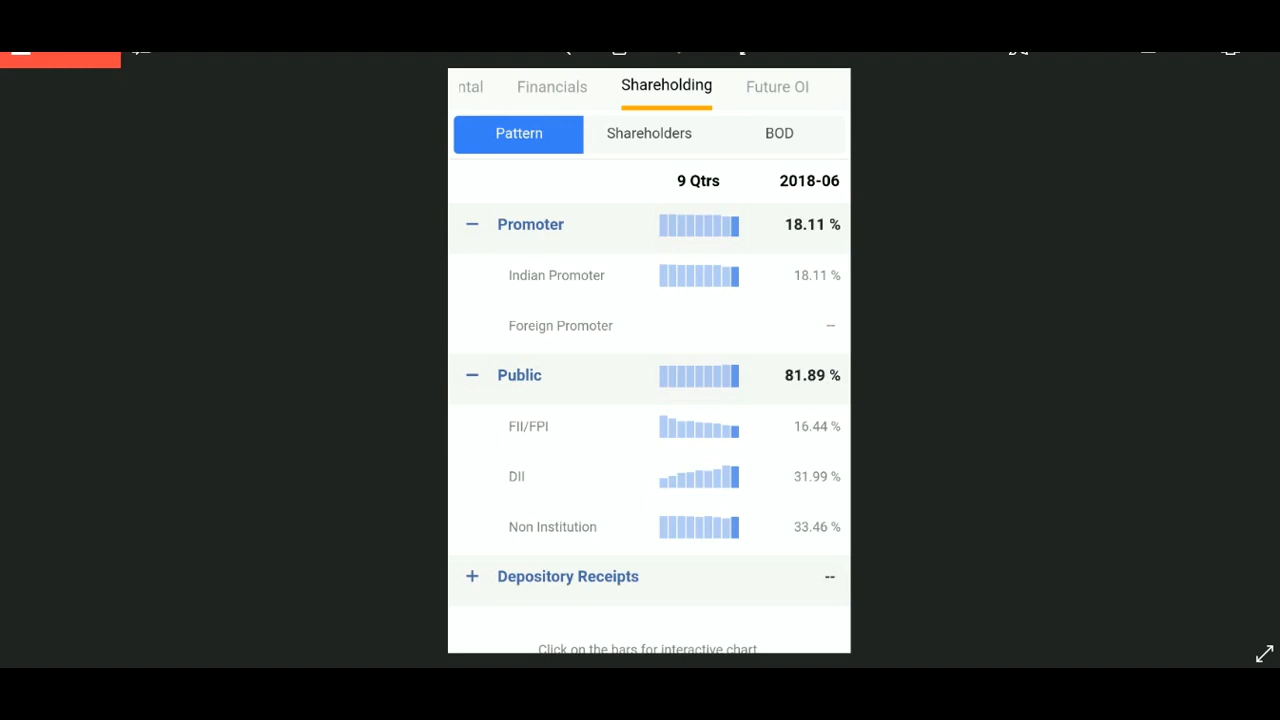 ntal Financials Shareholding Future OI
Pattern Shareholders BOD
9 Qtrs 2018-06
− Promoter 18.11 %
Indian Promoter 18.11 %
Foreign Promoter --
− Public 81.89 %
FII/FPI 16.44 %
DII 31.99 %
Non Institution 33.46 %
+ Depository Receipts --
Click on the bars for interactive chart